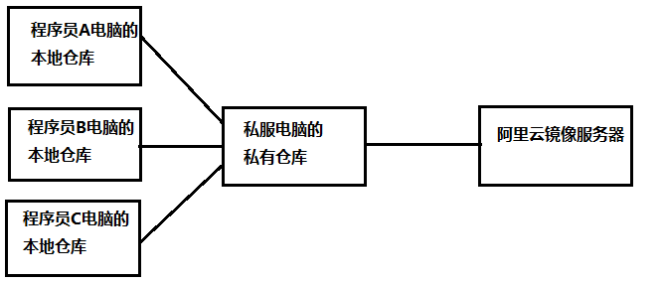 程序员A电脑的
本地仓库
程序员B电脑的
本地仓库
程序员C电脑的
本地仓库
私服电脑的
私有仓库
阿里云镜像服务器